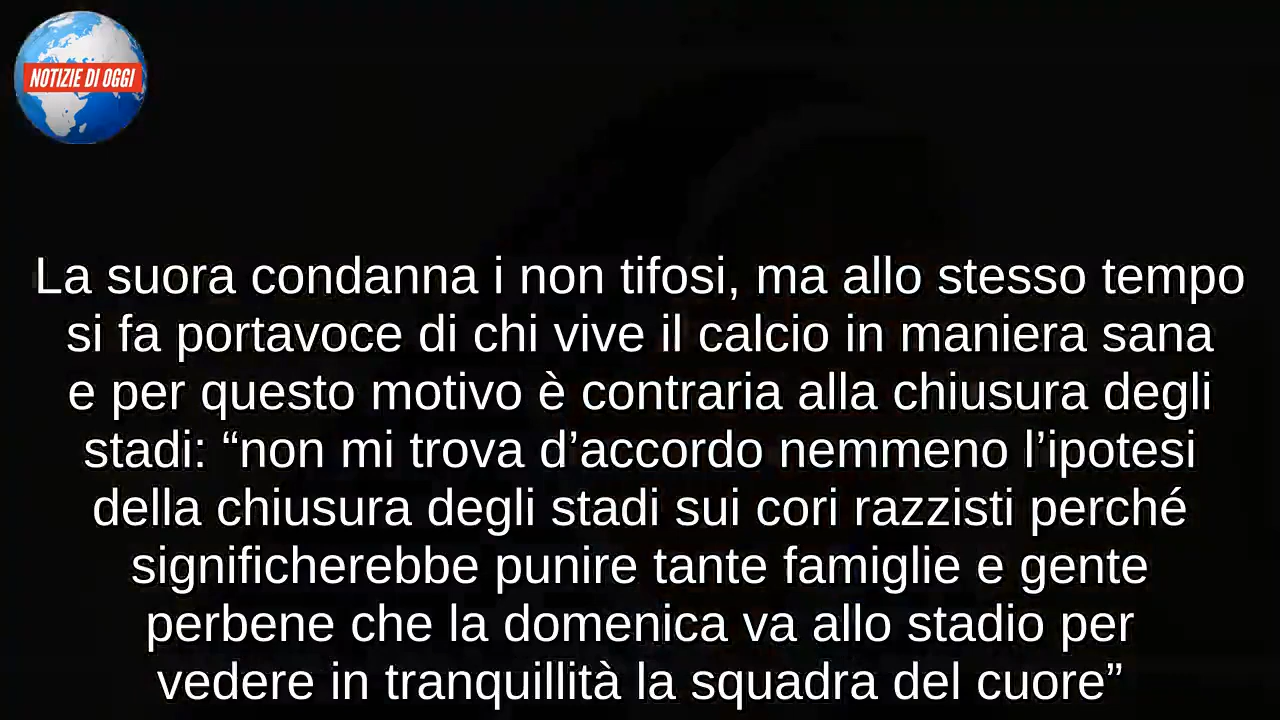 NOTIZIE DI OGGI
La suora condanna i non tifosi, ma allo stesso tempo
si fa portavoce di chi vive il calcio in maniera sana
e per questo motivo è contraria alla chiusura degli
stadi: “non mi trova d’accordo nemmeno l’ipotesi
della chiusura degli stadi sui cori razzisti perché
significherebbe punire tante famiglie e gente
perbene che la domenica va allo stadio per
vedere in tranquillità la squadra del cuore”